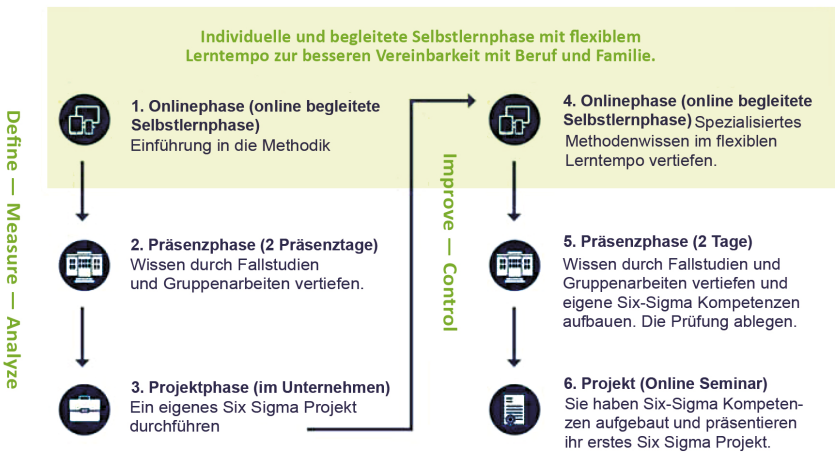 Individuelle und begleitete Selbstlernphase mit flexiblem
Lerntempo zur besseren Vereinbarkeit mit Beruf und Familie.
Define — Measure — Analyze
1. Onlinephase (online begleitete
Selbstlernphase)
Einführung in die Methodik
2. Präsenzphase (2 Präsenztage)
Wissen durch Fallstudien
und Gruppenarbeiten vertiefen.
3. Projektphase (im Unternehmen)
Ein eigenes Six Sigma Projekt
durchführen
Improve — Control
4. Onlinephase (online begleitete
Selbstlernphase) Spezialisiertes
Methodenwissen im flexiblen
Lerntempo vertiefen.
5. Präsenzphase (2 Tage)
Wissen durch Fallstudien und
Gruppenarbeiten vertiefen und
eigene Six-Sigma Kompetenzen
aufbauen. Die Prüfung ablegen.
6. Projekt (Online Seminar)
Sie haben Six-Sigma Kompeten-
zen aufgebaut und präsentieren
ihr erstes Six Sigma Projekt.